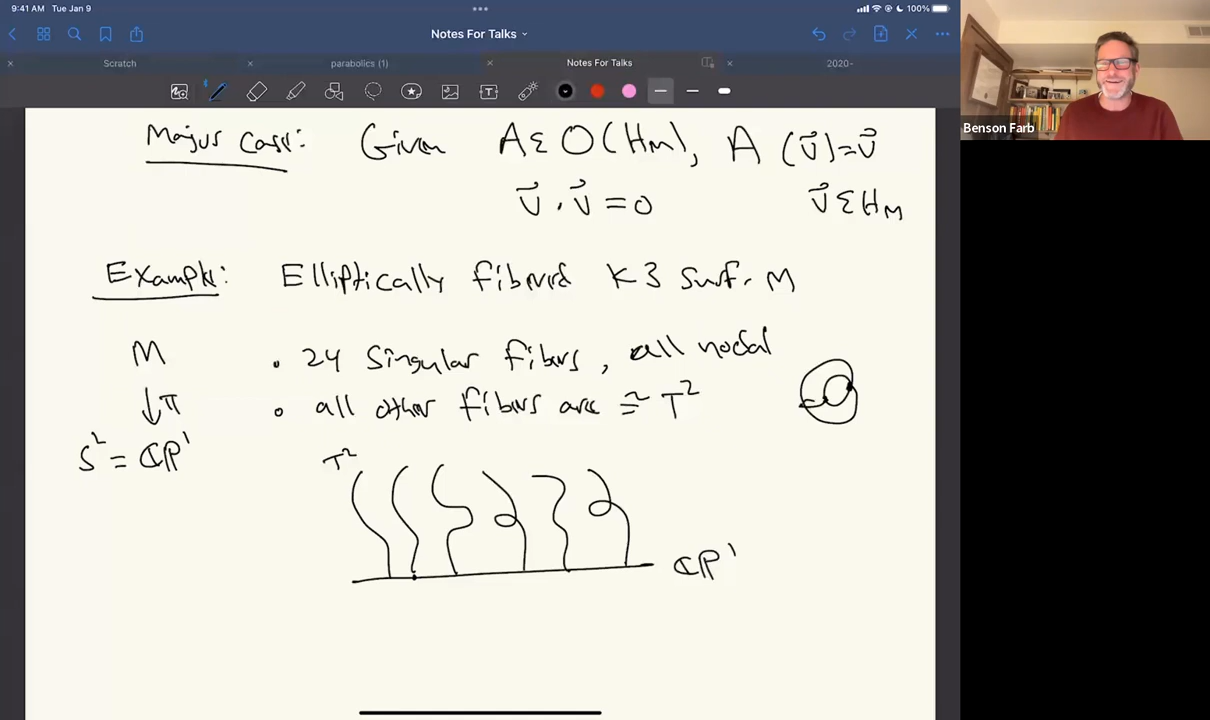 9:41 AM Tue Jan 9
100%
Notes For Talks
Scratch
parabolics (1)
Notes For Talks
2020-
Benson Farb
Major Case: Given A ∈ O(H_M), A(v⃗)=v⃗
v⃗ · v⃗ = 0 v⃗ ∈ H_M
Example: Elliptically fibered K3 surf. M
M • 24 singular fibers, all nodal
↓π • all other fibers are ≅ T²
S² = ℂP¹
T²
ℂP¹